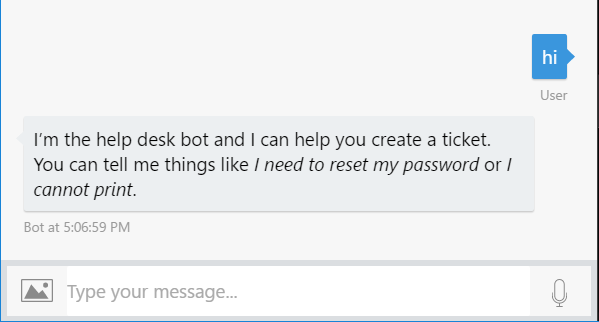 hi
User
I'm the help desk bot and I can help you create a ticket.
You can tell me things like I need to reset my password or I
cannot print.
Bot at 5:06:59 PM
Type your message...